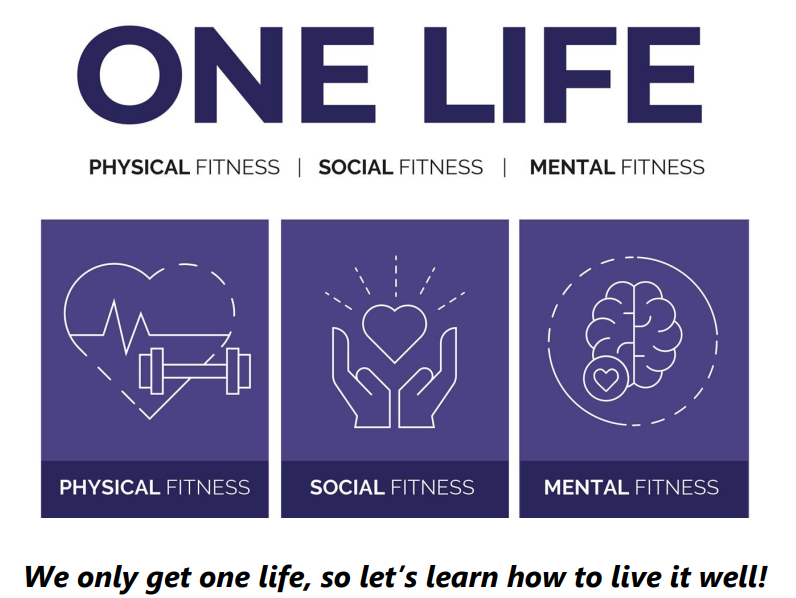 ONE LIFE
PHYSICAL FITNESS | SOCIAL FITNESS | MENTAL FITNESS
PHYSICAL FITNESS
SOCIAL FITNESS
MENTAL FITNESS
We only get one life, so let's learn how to live it well!